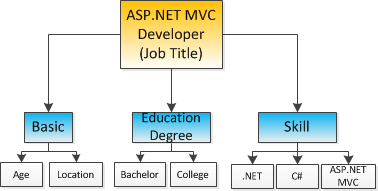 ASP.NET MVC
Developer
(Job Title)
Basic
Education
Degree
Skill
Age
Location
Bachelor
College
.NET
C#
ASP.NET
MVC